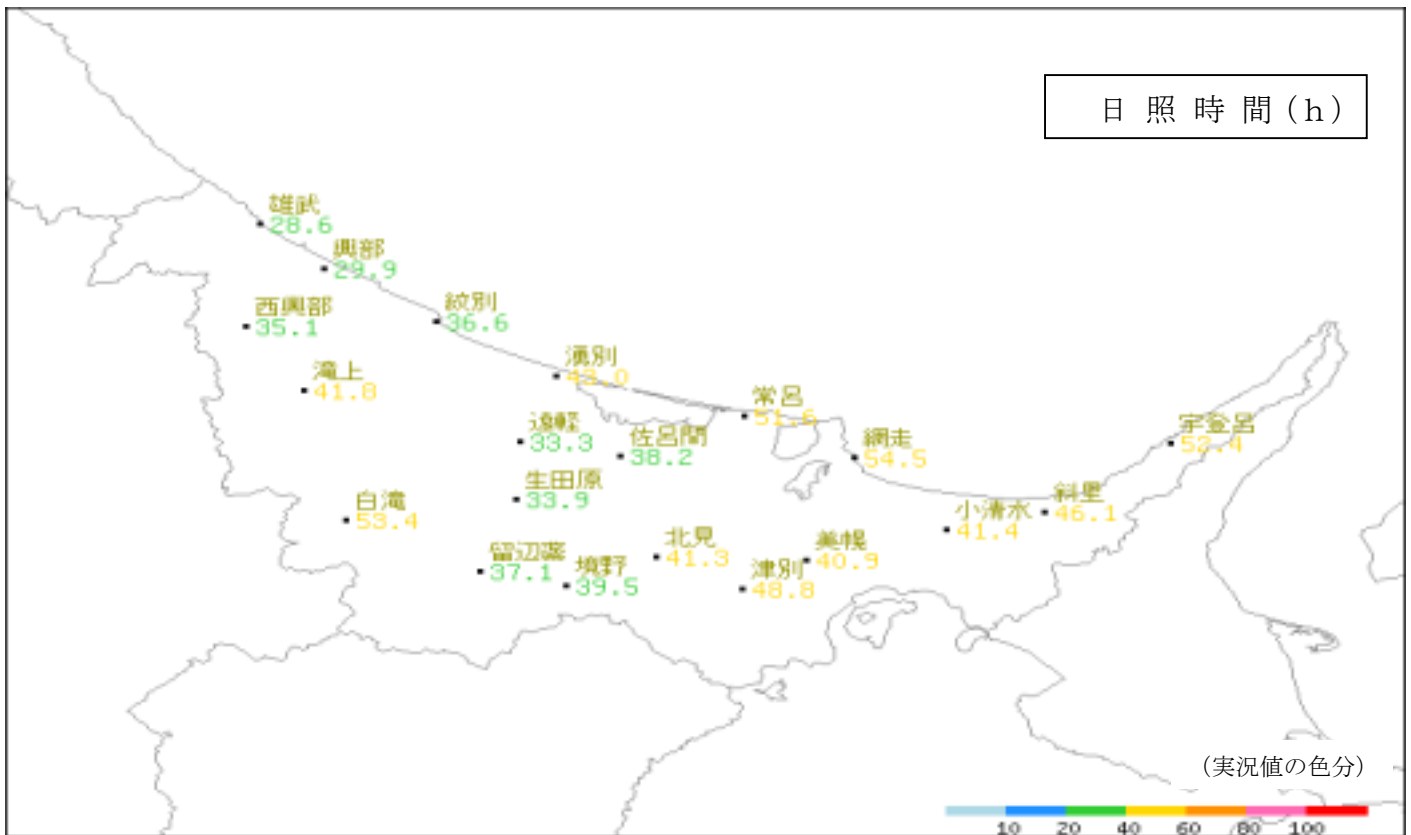 日照時間(h)
雄武
28.6
興部
29.9
西興部
35.1
紋別
36.6
滝上
41.8
湧別
43.0
常呂
51.6
遠軽
33.3
佐呂間
38.2
網走
54.5
宇登呂
52.4
生田原
33.9
白滝
53.4
小清水
41.4
斜里
46.1
北見
41.3
美幌
40.9
留辺蘂
37.1
境野
39.5
津別
48.8
(実況値の色分)
10 20 40 60 80 100